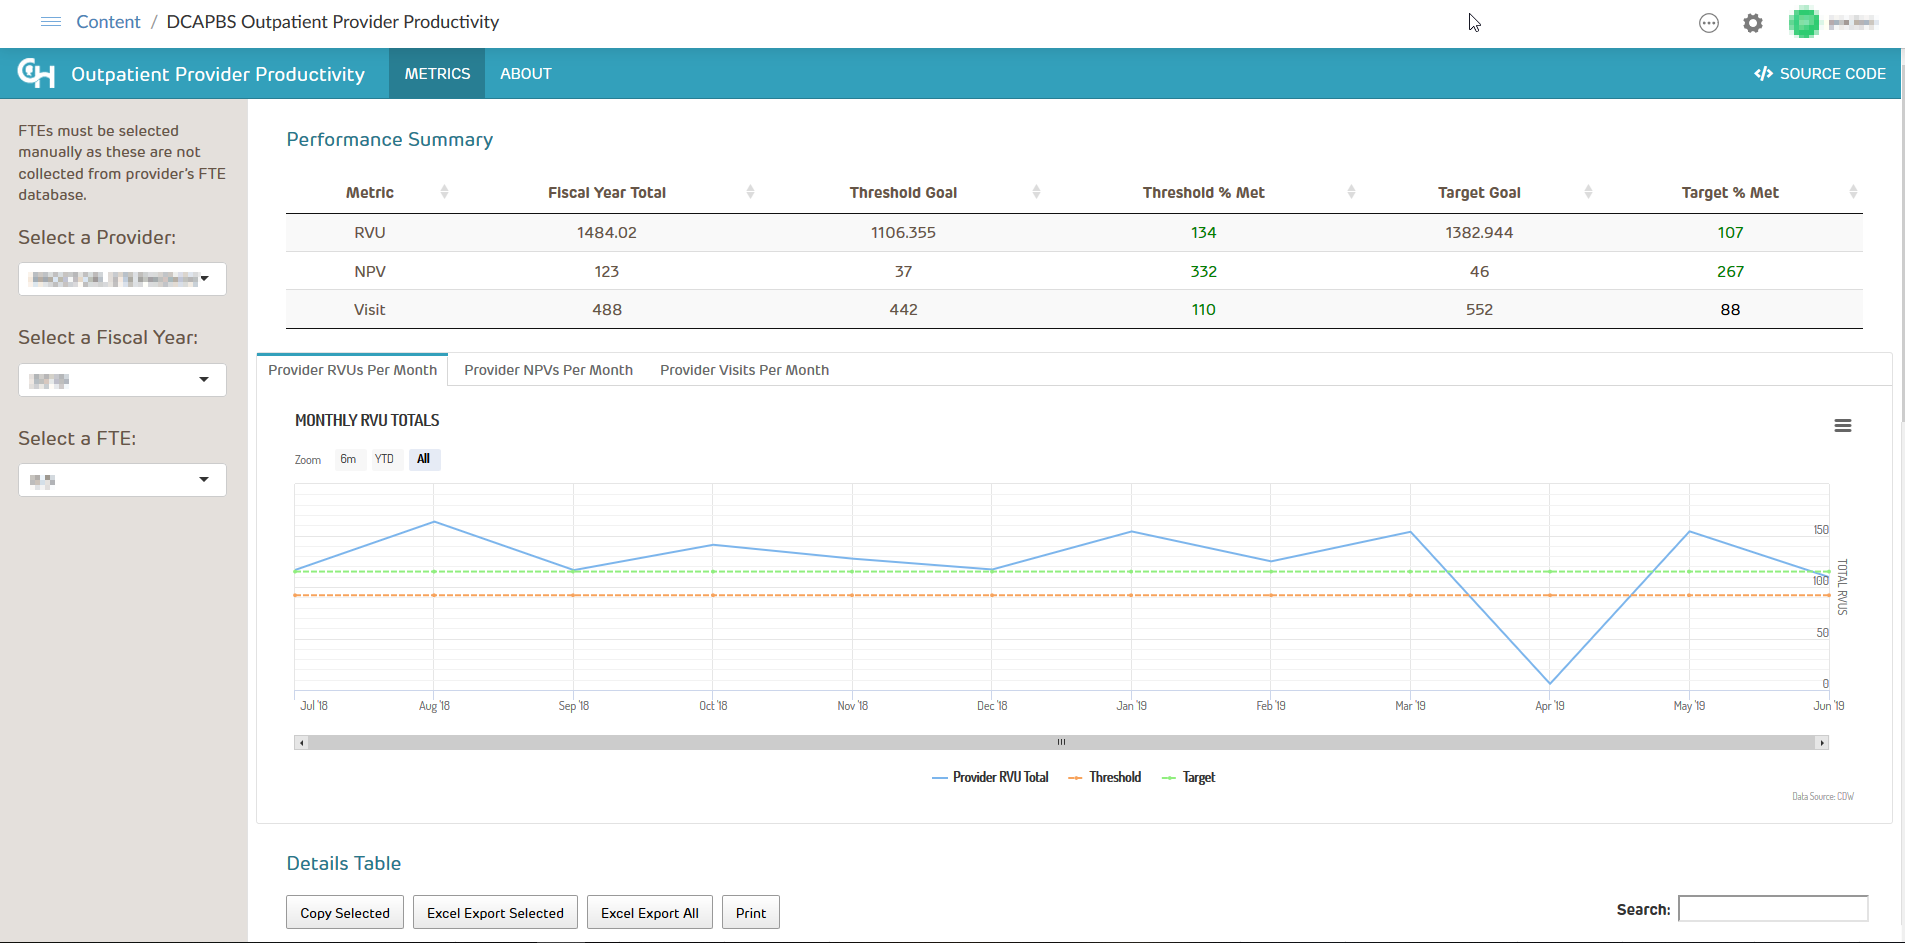 Content / DCAPBS Outpatient Provider Productivity
Outpatient Provider Productivity METRICS ABOUT </> SOURCE CODE
FTEs must be selected
manually as these are not
collected from provider's FTE
database.
Select a Provider:
Select a Fiscal Year:
Select a FTE:
Performance Summary
Metric Fiscal Year Total Threshold Goal Threshold % Met Target Goal Target % Met
RVU 1484.02 1106.355 134 1382.944 107
NPV 123 37 332 46 267
Visit 488 442 110 552 88
Provider RVUs Per Month Provider NPVs Per Month Provider Visits Per Month
MONTHLY RVU TOTALS
Zoom 6m YTD All
150
100
50
0
TOTAL RVUS
Jul '18 Aug '18 Sep '18 Oct '18 Nov '18 Dec '18 Jan '19 Feb '19 Mar '19 Apr '19 May '19 Jun '19
Provider RVU Total Threshold Target
Data Source: CDW
Details Table
Copy Selected Excel Export Selected Excel Export All Print Search: